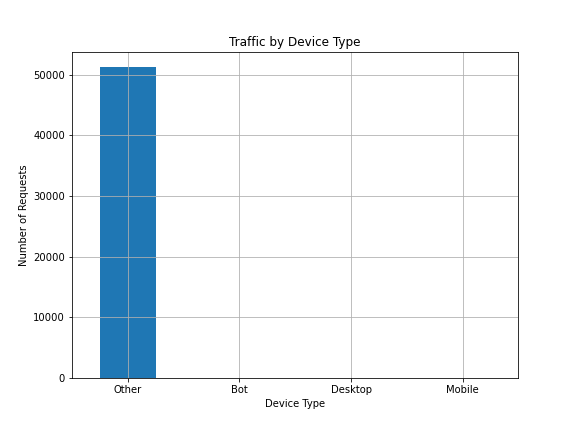 Traffic by Device Type
50000
40000
30000
20000
10000
0
Number of Requests
Other Bot Desktop Mobile
Device Type